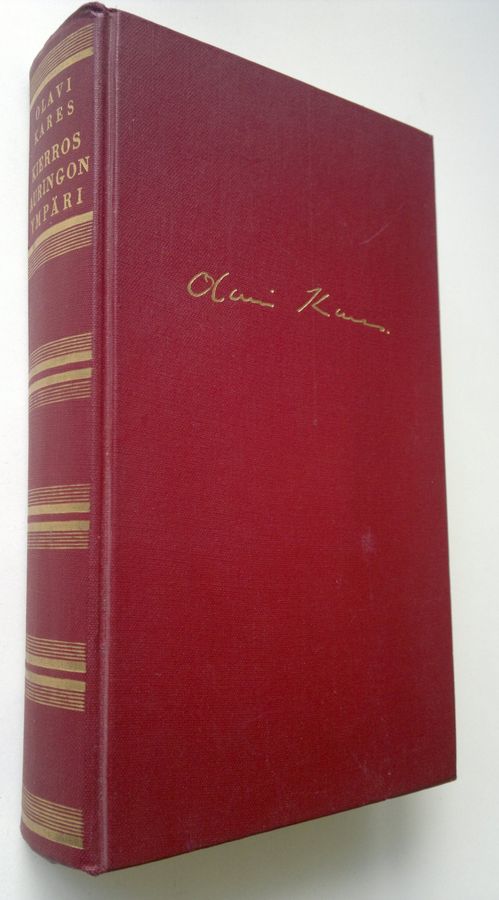 OLAVI
KARES
KIERROS
AURINGON
YMPÄRI
Olavi Kares.